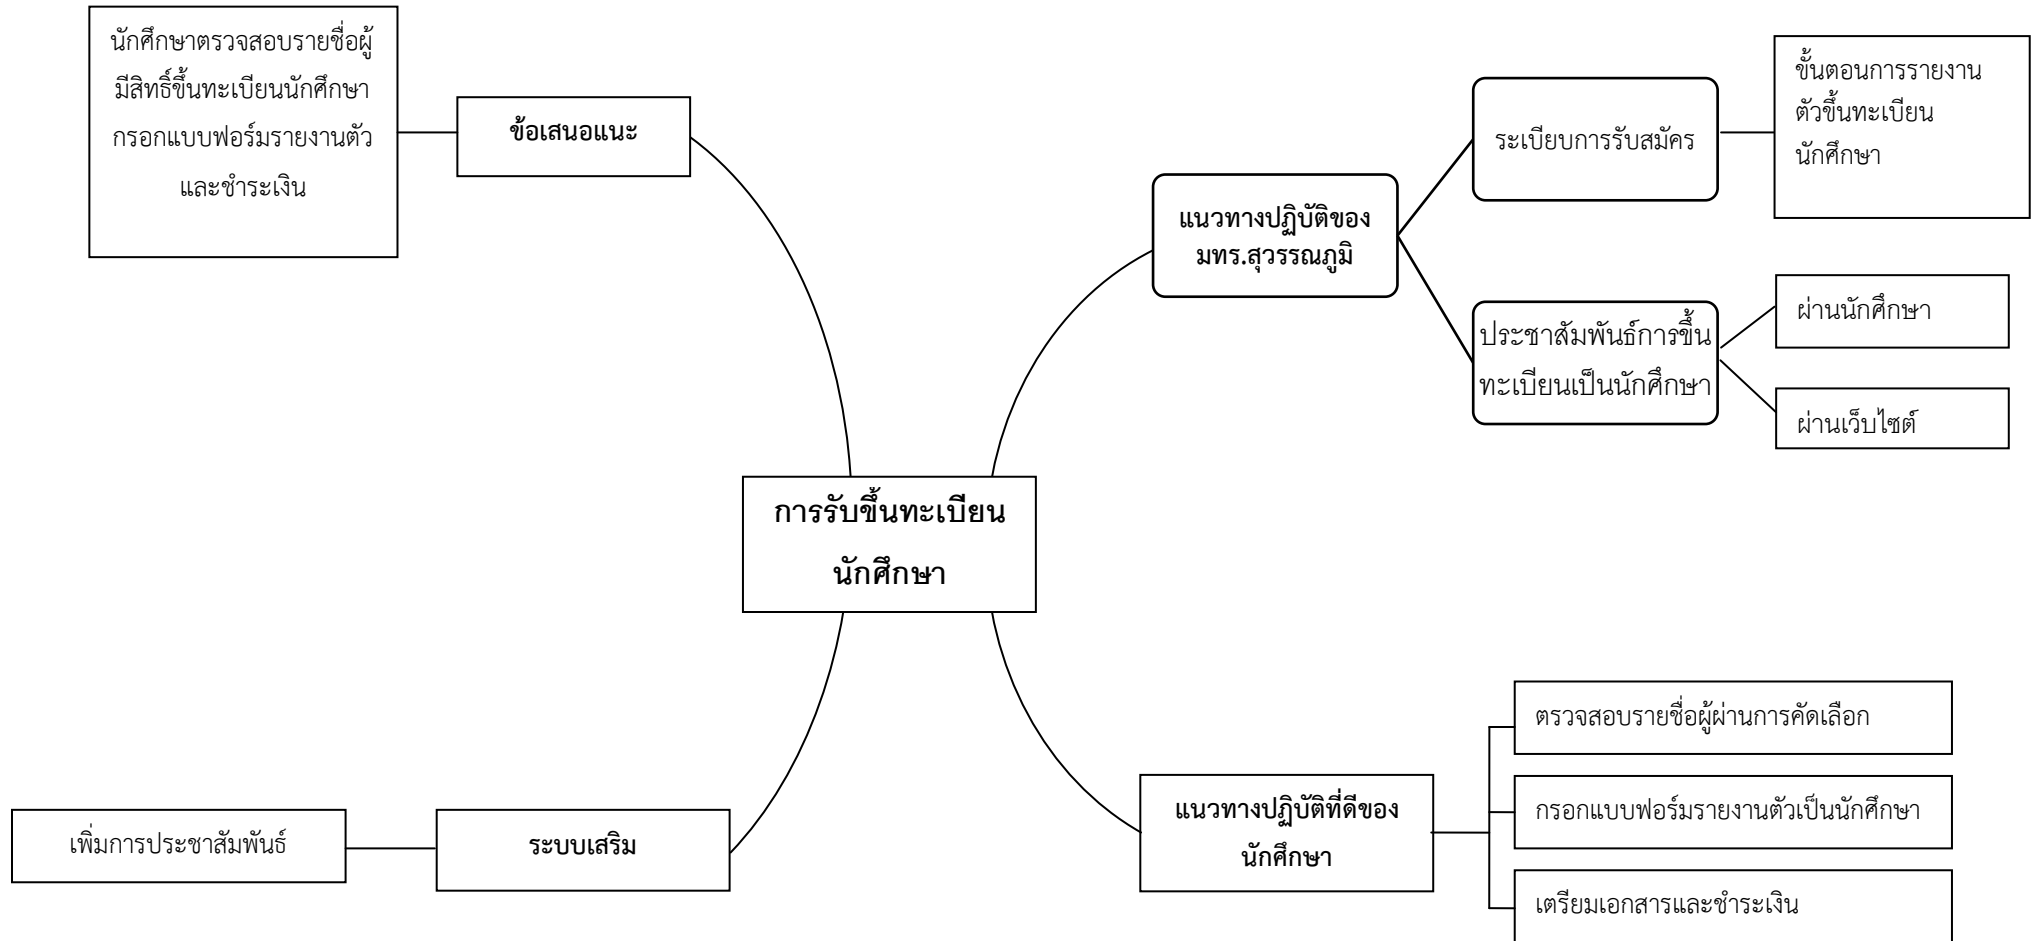 นักศึกษาตรวจสอบรายชื่อผู้
มีสิทธิ์ขึ้นทะเบียนนักศึกษา
กรอกแบบฟอร์มรายงานตัว
และชำระเงิน
ข้อเสนอแนะ
แนวทางปฏิบัติของ
มทร.สุวรรณภูมิ
ระเบียบการรับสมัคร
ขั้นตอนการรายงาน
ตัวขึ้นทะเบียน
นักศึกษา
ประชาสัมพันธ์การขึ้น
ทะเบียนเป็นนักศึกษา
ผ่านนักศึกษา
ผ่านเว็บไซต์
การรับขึ้นทะเบียน
นักศึกษา
เพิ่มการประชาสัมพันธ์
ระบบเสริม
แนวทางปฏิบัติที่ดีของ
นักศึกษา
ตรวจสอบรายชื่อผู้ผ่านการคัดเลือก
กรอกแบบฟอร์มรายงานตัวเป็นนักศึกษา
เตรียมเอกสารและชำระเงิน